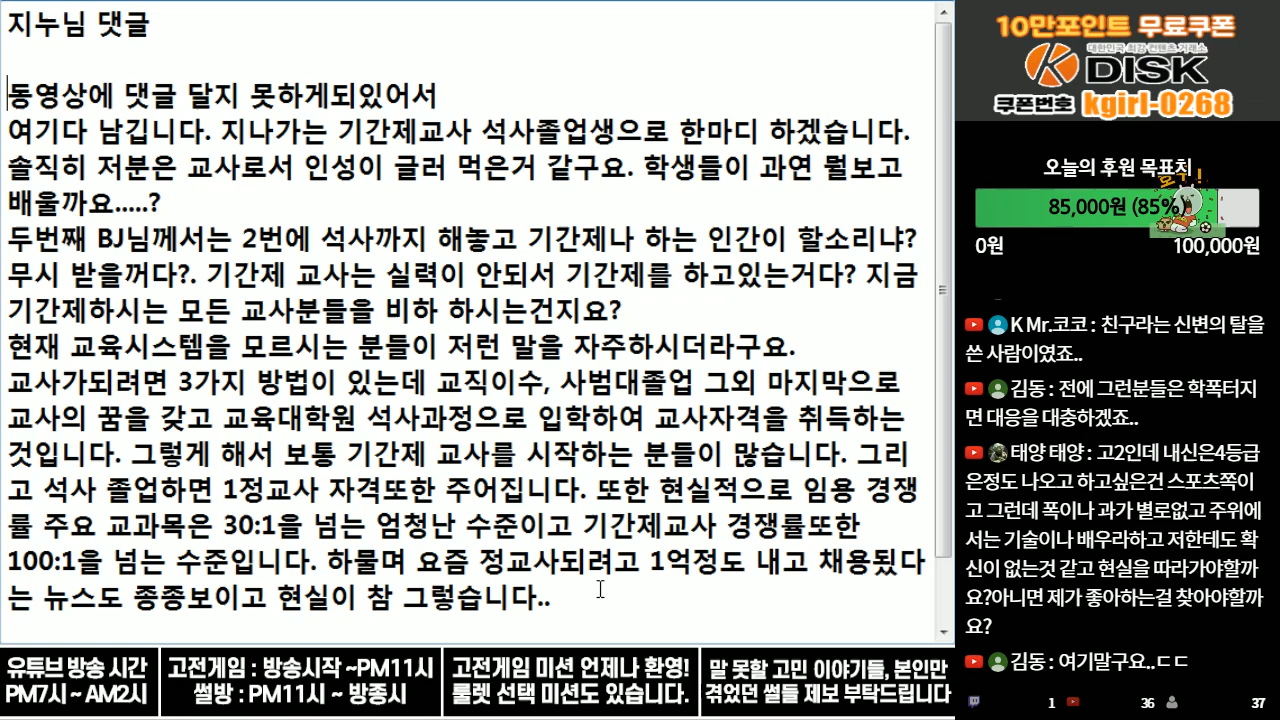 지누님 댓글
동영상에 댓글 달지 못하게되있어서
여기다 남깁니다. 지나가는 기간제교사 석사졸업생으로 한마디 하겠습니다.
솔직히 저분은 교사로서 인성이 글러 먹은거 같구요. 학생들이 과연 뭘보고
배울까요.....?
두번째 BJ님께서는 2번에 석사까지 해놓고 기간제나 하는 인간이 할소리냐?
무시 받을꺼다?. 기간제 교사는 실력이 안되서 기간제를 하고있는거다? 지금
기간제하시는 모든 교사분들을 비하 하시는건지요?
현재 교육시스템을 모르시는 분들이 저런 말을 자주하시더라구요.
교사가되려면 3가지 방법이 있는데 교직이수, 사범대졸업 그외 마지막으로
교사의 꿈을 갖고 교육대학원 석사과정으로 입학하여 교사자격을 취득하는
것입니다. 그렇게 해서 보통 기간제 교사를 시작하는 분들이 많습니다. 그리
고 석사 졸업하면 1정교사 자격또한 주어집니다. 또한 현실적으로 임용 경쟁
률 주요 교과목은 30:1을 넘는 엄청난 수준이고 기간제교사 경쟁률또한
100:1을 넘는 수준입니다. 하물며 요즘 정교사되려고 1억정도 내고 채용됬다
는 뉴스도 종종보이고 현실이 참 그렇습니다..
유튜브 방송 시간
PM7시 ~ AM2시
고전게임 : 방송시작 ~PM11시
썰방 : PM11시 ~ 방종시
고전게임 미션 언제나 환영!
룰렛 선택 미션도 있습니다.
말 못할 고민 이야기들, 본인만
겪었던 썰들 제보 부탁드립니다
10만포인트 무료쿠폰
대한민국 최강 컨텐츠 거래소
K DISK
쿠폰번호 kgirl-0268
오늘의 후원 목표치
호우!
85,000원 (85%)
0원 100,000원
K Mr.코코 : 친구라는 신변의 탈을
쓴 사람이였죠..
김동 : 전에 그런분들은 학폭터지
면 대응을 대충하겠죠..
태양 태양 : 고2인데 내신은4등급
은정도 나오고 하고싶은건 스포츠쪽이
고 그런데 폭이나 과가 별로없고 주위에
서는 기술이나 배우라하고 저한테도 확
신이 없는것 같고 현실을 따라가야할까
요?아니면 제가 좋아하는걸 찾아야할까
요?
김동 : 여기말구요..ㄷㄷ
1 36 37